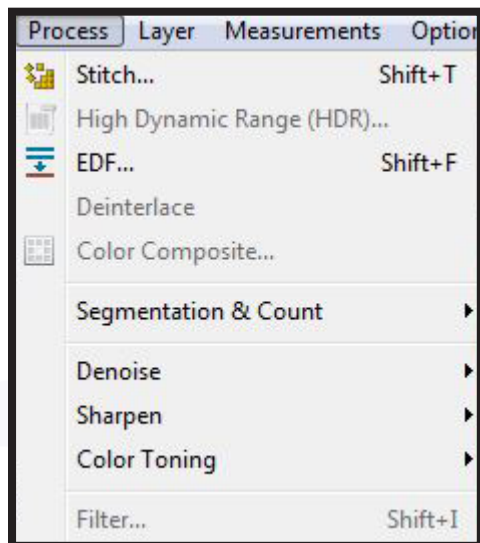 Process Layer Measurements Option
Stitch... Shift+T
High Dynamic Range (HDR)...
EDF... Shift+F
Deinterlace
Color Composite...
Segmentation & Count
Denoise
Sharpen
Color Toning
Filter... Shift+I